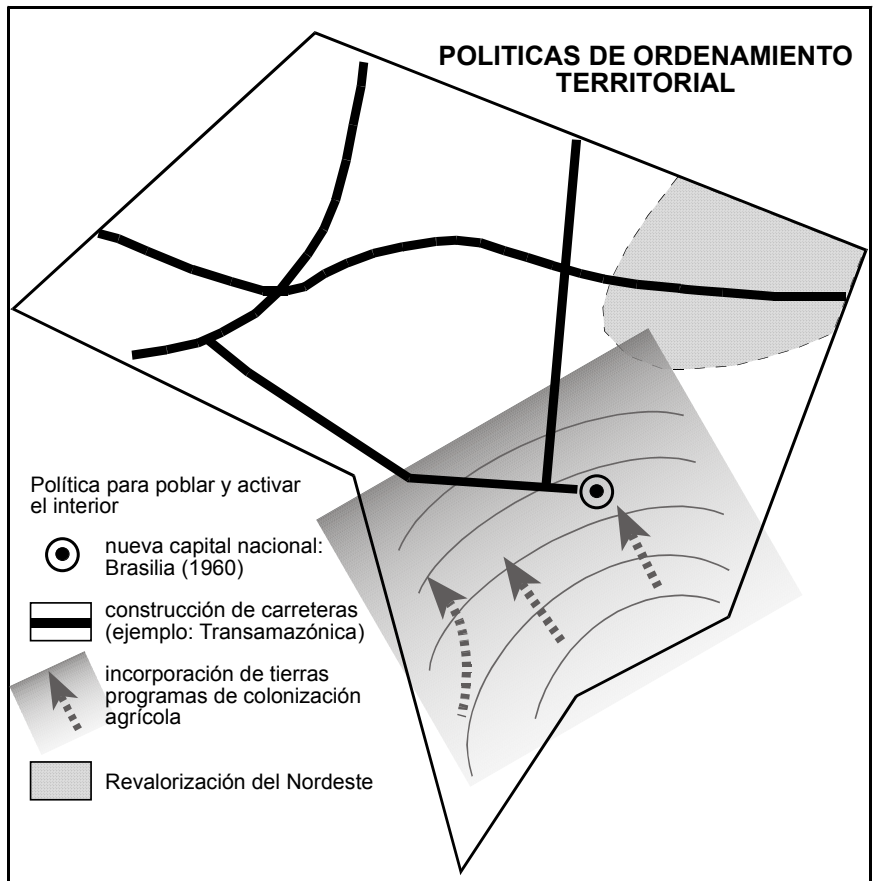 POLITICAS DE ORDENAMIENTO
TERRITORIAL
Política para poblar y activar
el interior
nueva capital nacional:
Brasilia (1960)
construcción de carreteras
(ejemplo: Transamazónica)
incorporación de tierras
programas de colonización
agrícola
Revalorización del Nordeste